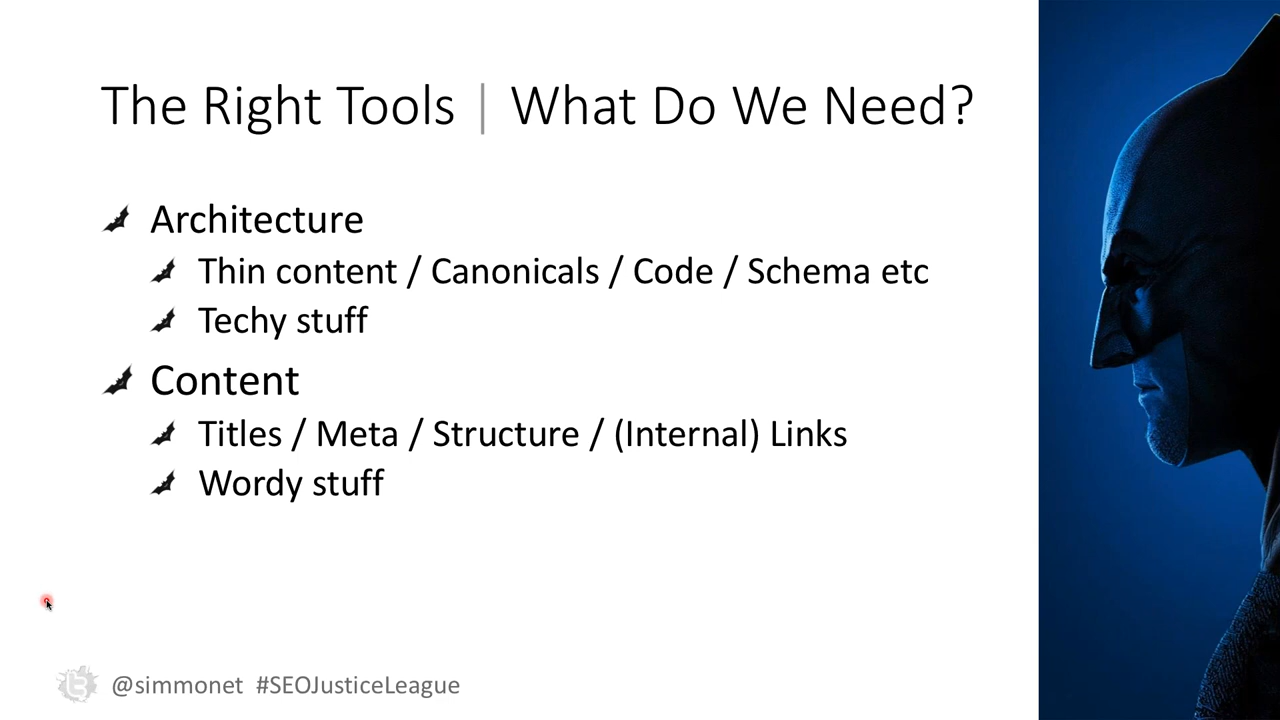 The Right Tools | What Do We Need?
Architecture
Thin content / Canonicals / Code / Schema etc
Techy stuff
Content
Titles / Meta / Structure / (Internal) Links
Wordy stuff
@simmonet #SEOJusticeLeague